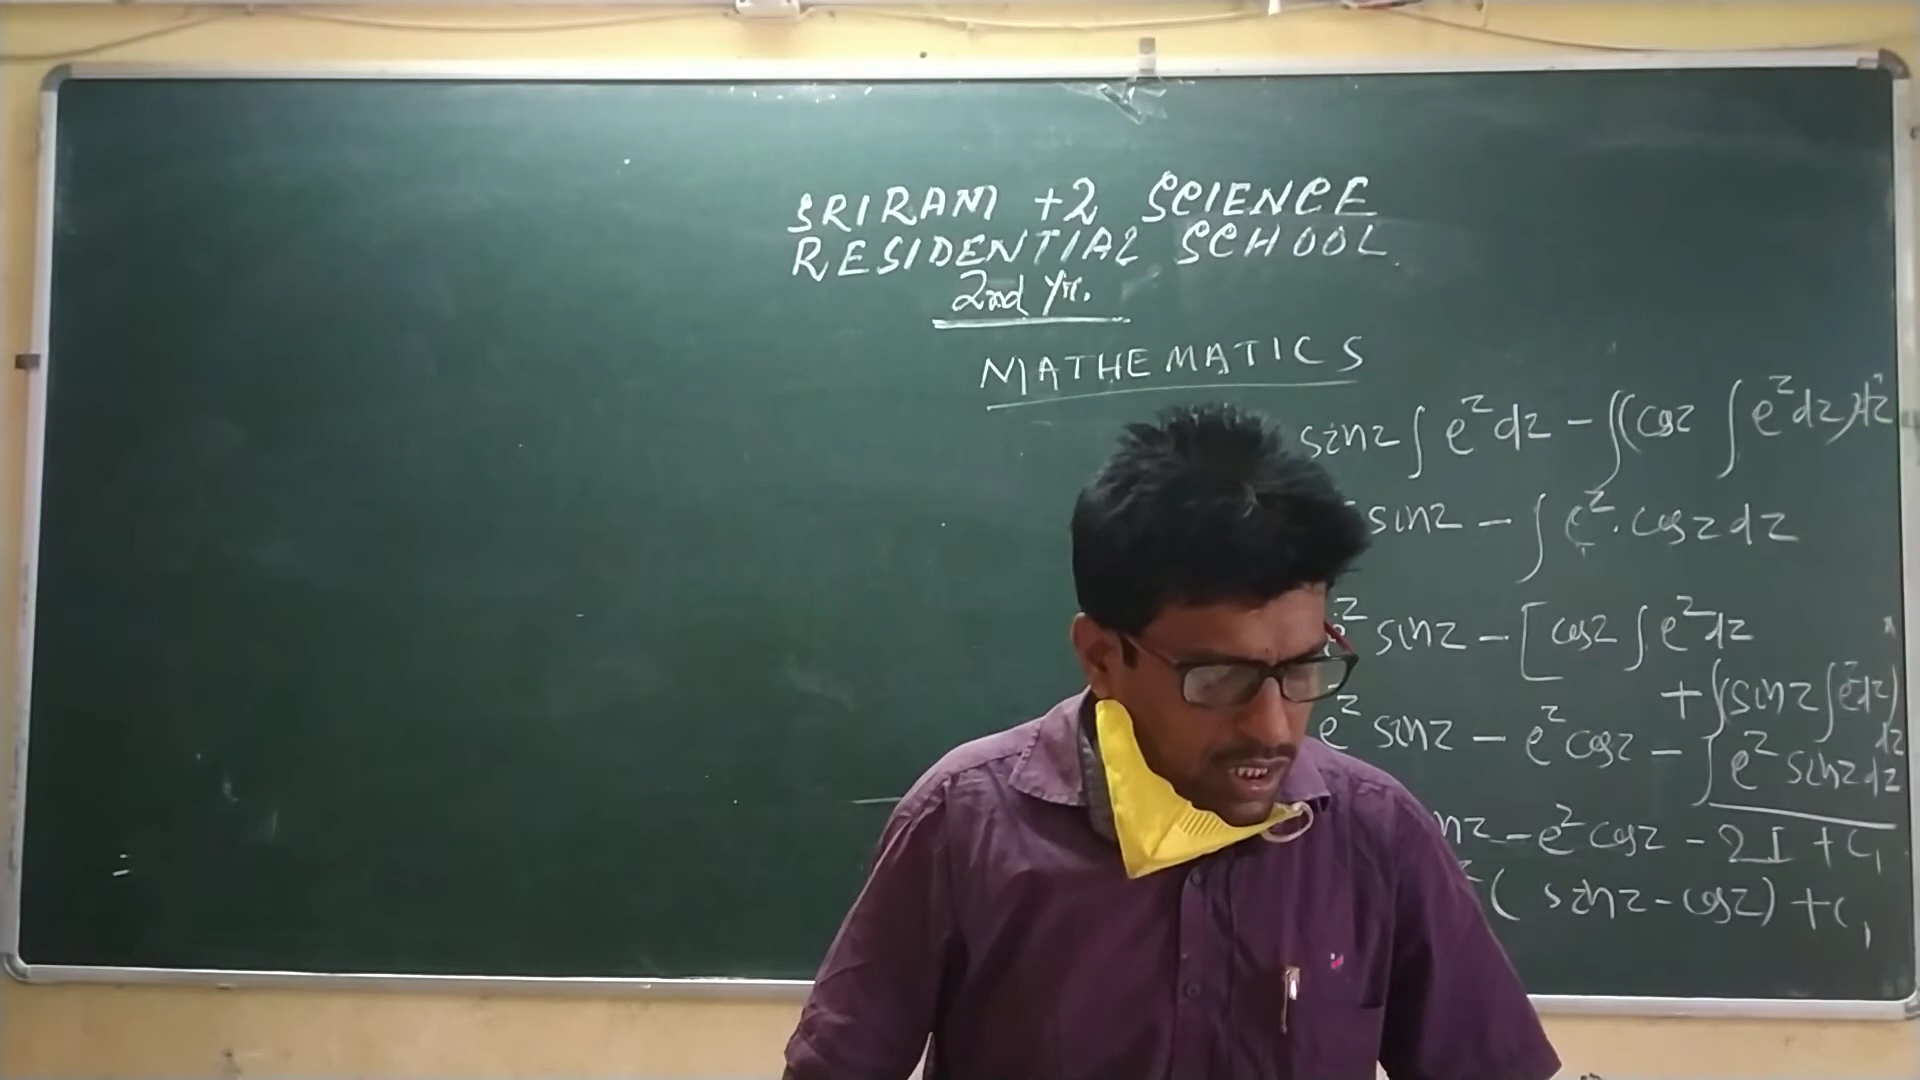 SRIRAM +2 SCIENCE
RESIDENTIAL SCHOOL
2nd Yr.
MATHEMATICS
sinz ∫ e^z dz - ∫(cosz ∫ e^z dz)dz
sinz - ∫ e^z. cosz dz
e^z sinz - [cosz ∫ e^z dz
+ ∫(sinz ∫ e^z dz) dz
e^z sinz - e^z cosz - ∫ e^z sinz dz
nz - e^z cosz - 2I + C₁
( sinz - cosz) + C₁
=